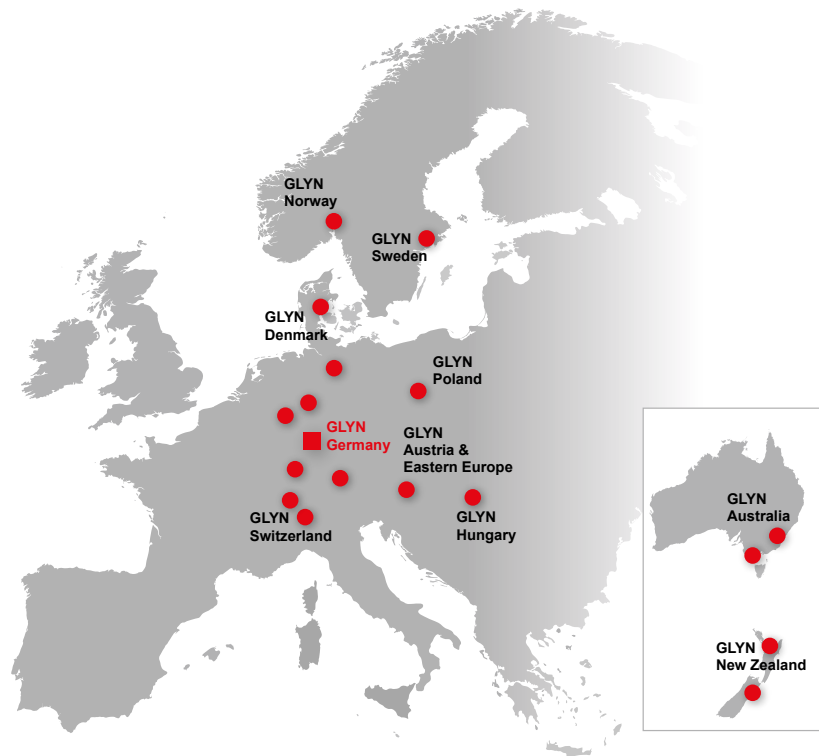 GLYN
Norway
GLYN
Sweden
GLYN
Denmark
GLYN
Poland
GLYN
Germany
GLYN
Austria &
Eastern Europe
GLYN
Hungary
GLYN
Switzerland
GLYN
Australia
GLYN
New Zealand